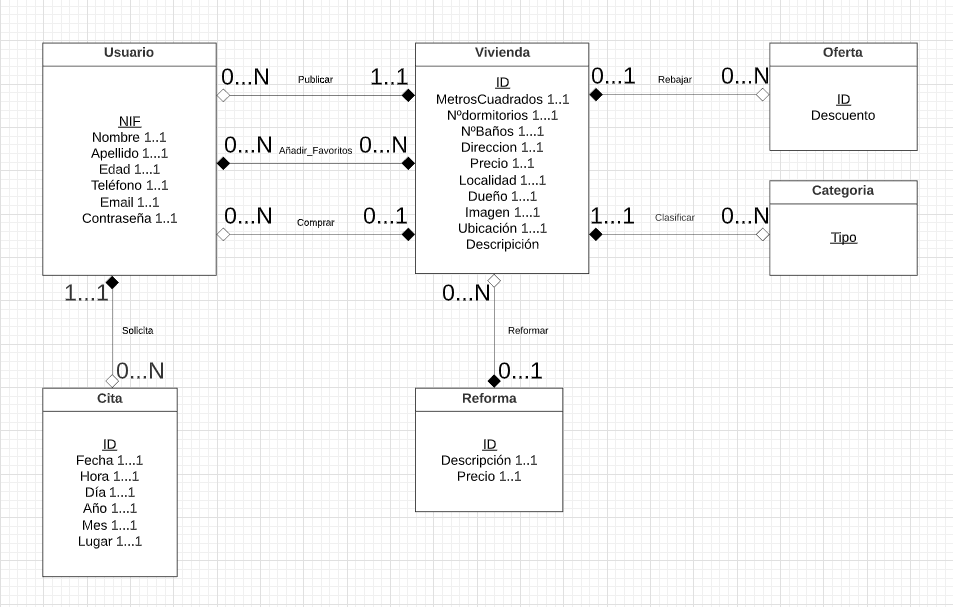 Usuario
NIF
Nombre 1..1
Apellido 1...1
Edad 1....1
Teléfono 1..1
Email 1...1
Contraseña 1..1
0...N
Publicar
1...1
0...N
Añadir_Favoritos
0...N
0...N
Comprar
0...1
Vivienda
ID
MetrosCuadrados 1..1
Nºdormitorios 1...1
NºBaños 1...1
Direccion 1..1
Precio 1..1
Localidad 1...1
Dueño 1....1
Imagen 1...1
Ubicación 1...1
Descripición
0...1
Rebajar
0...N
Oferta
ID
Descuento
1...1
Clasificar
0...N
Categoria
Tipo
1...1
Solicita
0...N
Cita
ID
Fecha 1...1
Hora 1...1
Día 1...1
Año 1...1
Mes 1...1
Lugar 1...1
0...N
Reformar
0...1
Reforma
ID
Descripción 1..1
Precio 1..1